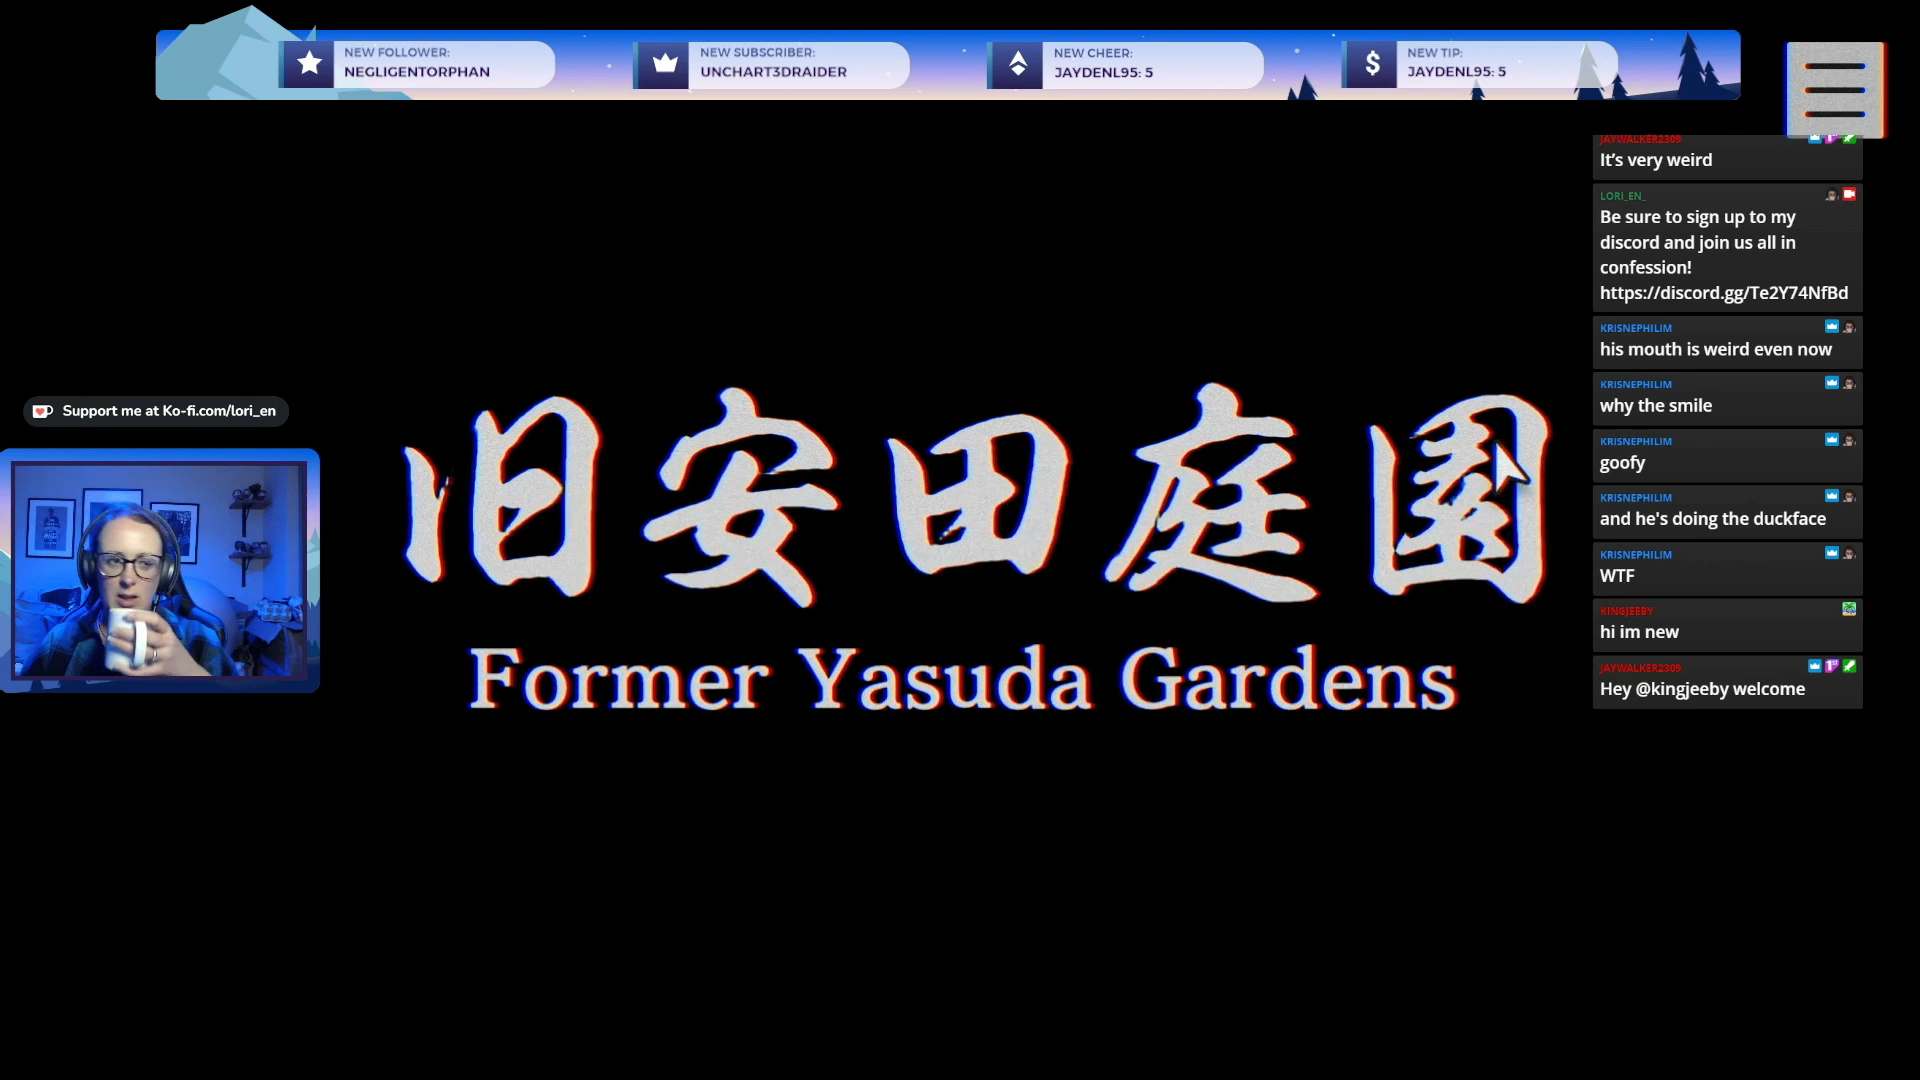 NEW FOLLOWER:
NEGLIGENTORPHAN
NEW SUBSCRIBER:
UNCHART3DRAIDER
NEW CHEER:
JAYDENL95: 5
NEW TIP:
JAYDENL95: 5
JAYWALKER2309
It's very weird
LORI_EN_
Be sure to sign up to my
discord and join us all in
confession!
https://discord.gg/Te2Y74NfBd
KRISNEPHILIM
his mouth is weird even now
KRISNEPHILIM
why the smile
KRISNEPHILIM
goofy
KRISNEPHILIM
and he's doing the duckface
KRISNEPHILIM
WTF
KINGJEEBY
hi im new
JAYWALKER2309
Hey @kingjeeby welcome
Support me at Ko-fi.com/lori_en
旧安田庭園
Former Yasuda Gardens